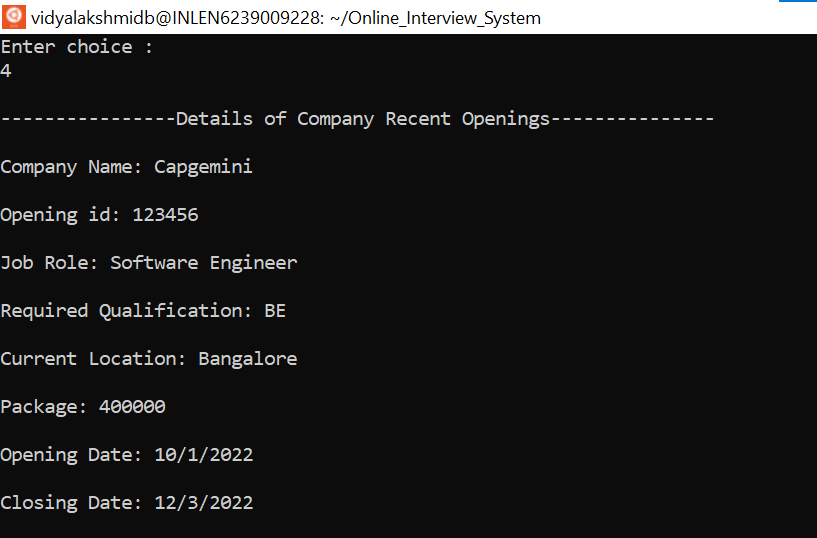 vidyalakshmidb@INLEN6239009228: ~/Online_Interview_System
Enter choice :
4
----------------Details of Company Recent Openings---------------
Company Name: Capgemini
Opening id: 123456
Job Role: Software Engineer
Required Qualification: BE
Current Location: Bangalore
Package: 400000
Opening Date: 10/1/2022
Closing Date: 12/3/2022